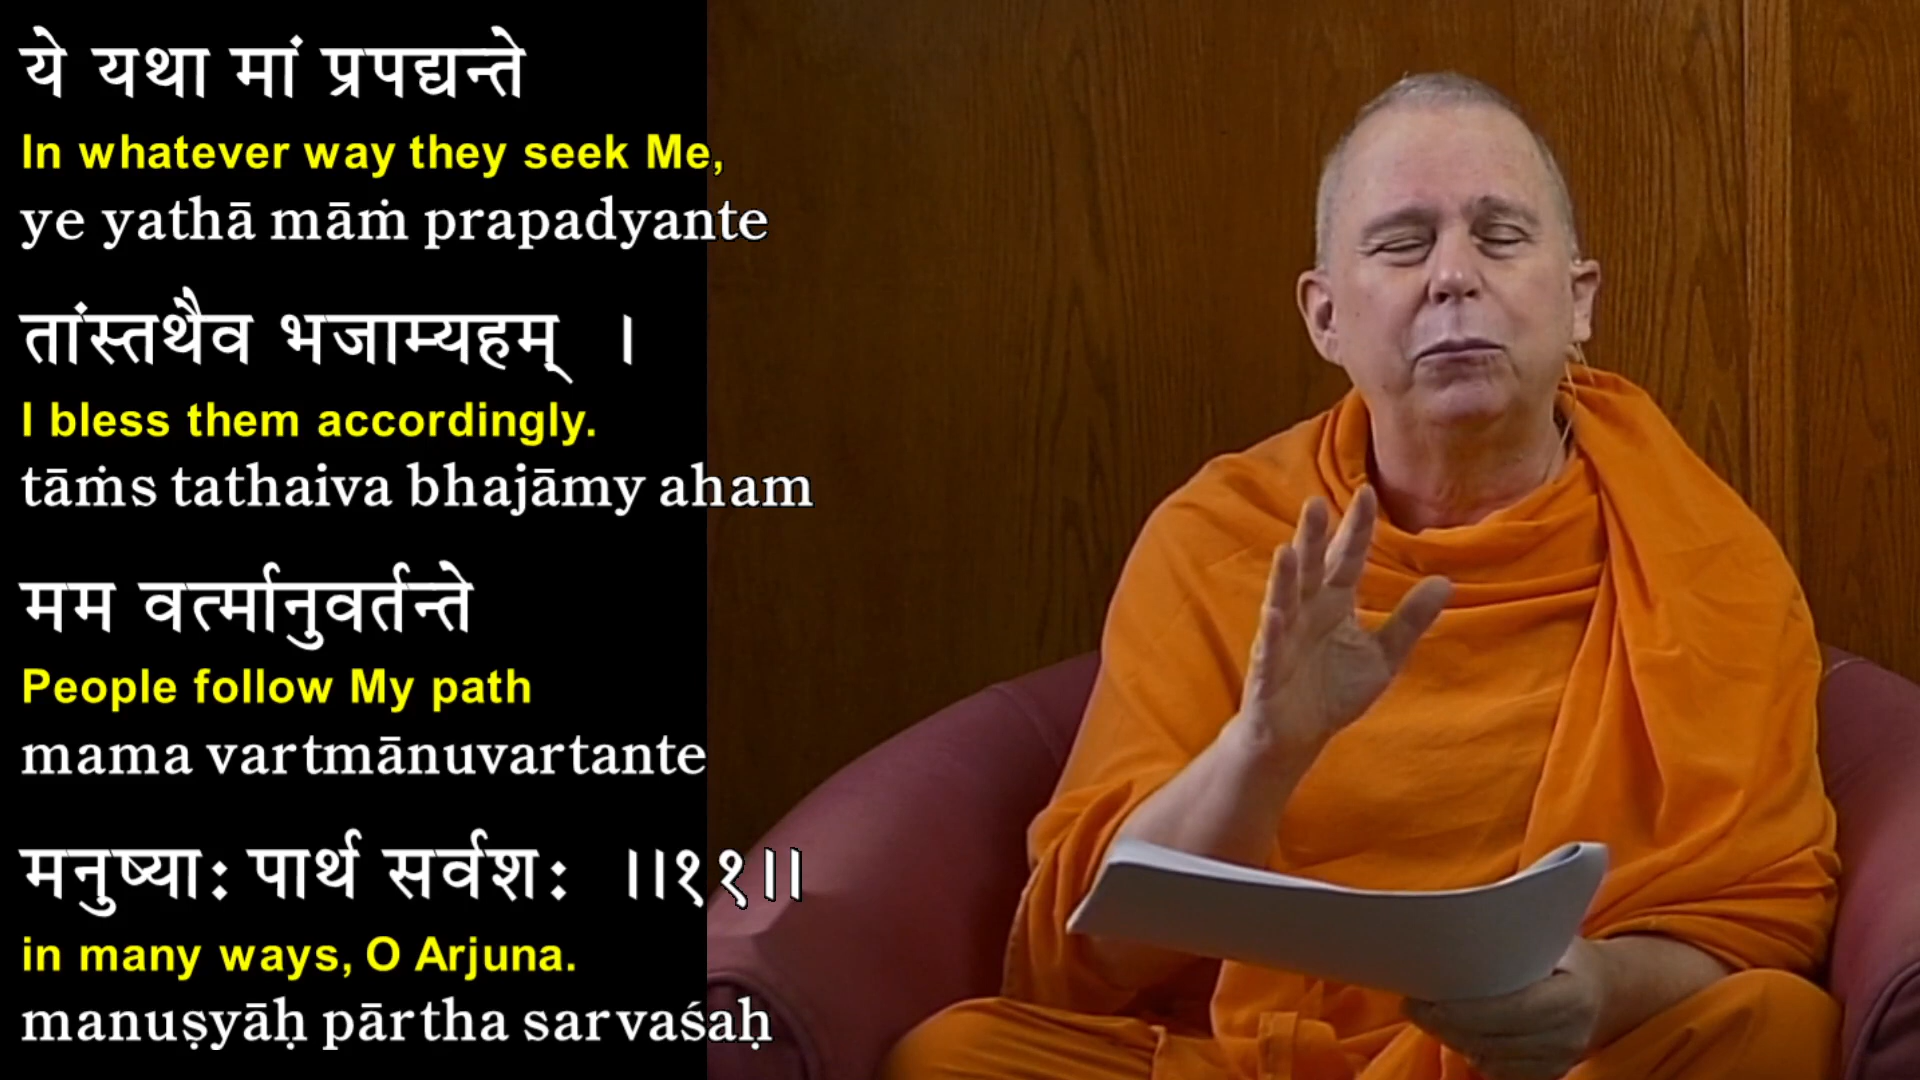 ये यथा मां प्रपद्यन्ते
In whatever way they seek Me,
ye yathā māṁ prapadyante
तांस्तथैव भजाम्यहम् ।
I bless them accordingly.
tāṁs tathaiva bhajāmy aham
मम वर्त्मानुवर्तन्ते
People follow My path
mama vartmānuvartante
मनुष्याः पार्थ सर्वशः ।।११।।
in many ways, O Arjuna.
manuṣyāḥ pārtha sarvaśaḥ